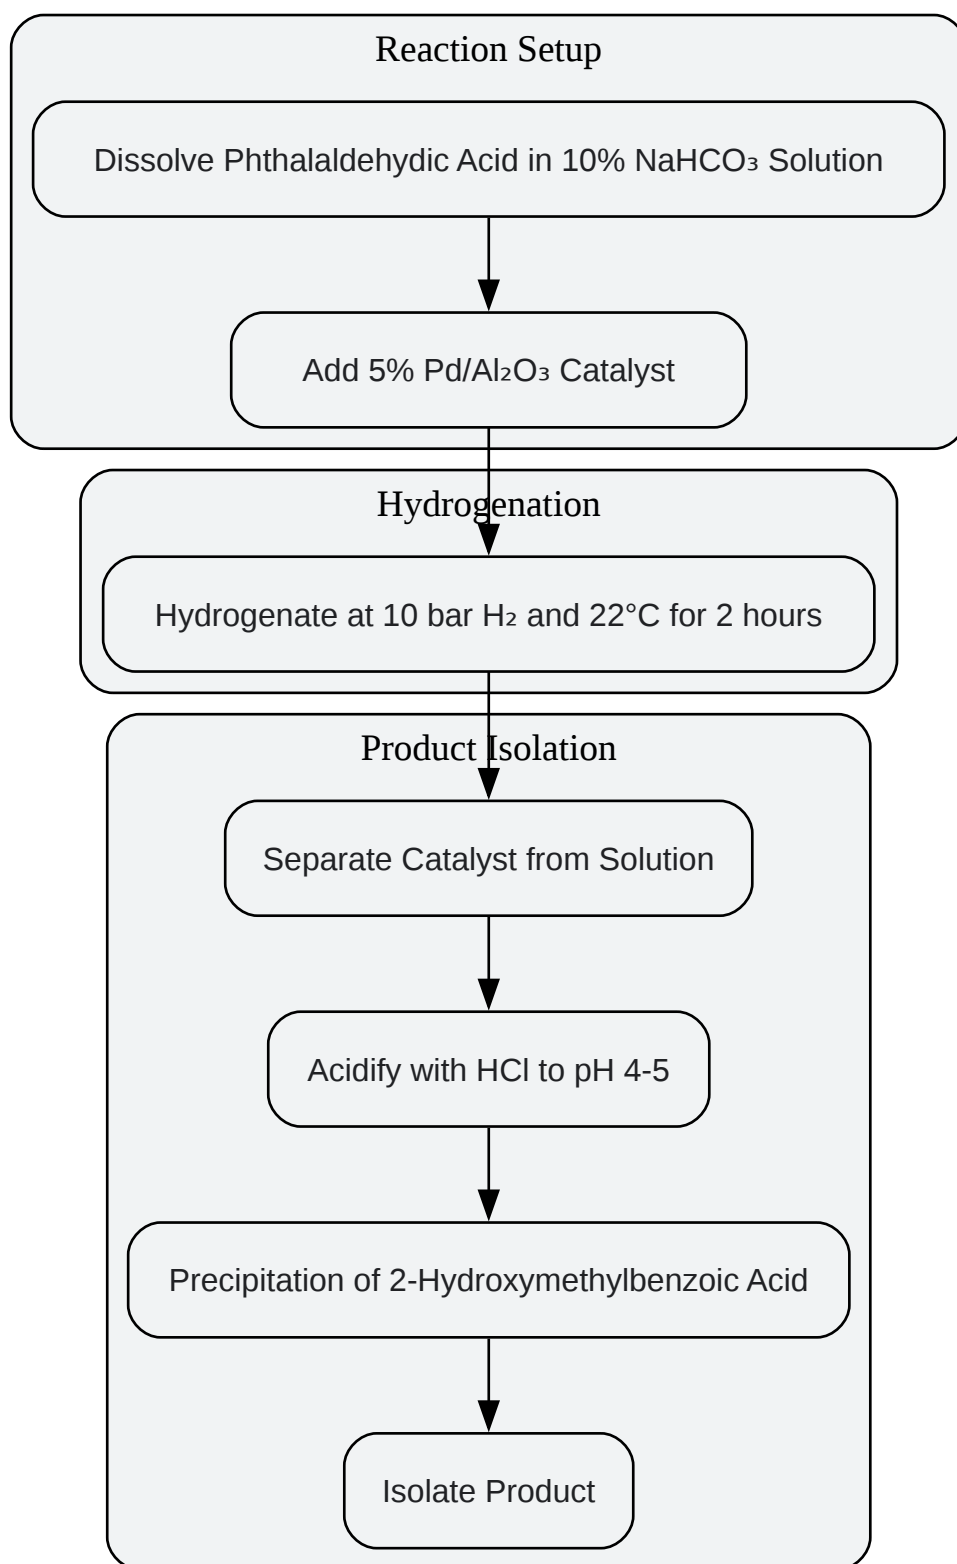 Reaction Setup
Dissolve Phthalaldehydic Acid in 10% NaHCO₃ Solution
Add 5% Pd/Al₂O₃ Catalyst
Hydrogenation
Hydrogenate at 10 bar H₂ and 22°C for 2 hours
Product Isolation
Separate Catalyst from Solution
Acidify with HCl to pH 4-5
Precipitation of 2-Hydroxymethylbenzoic Acid
Isolate Product